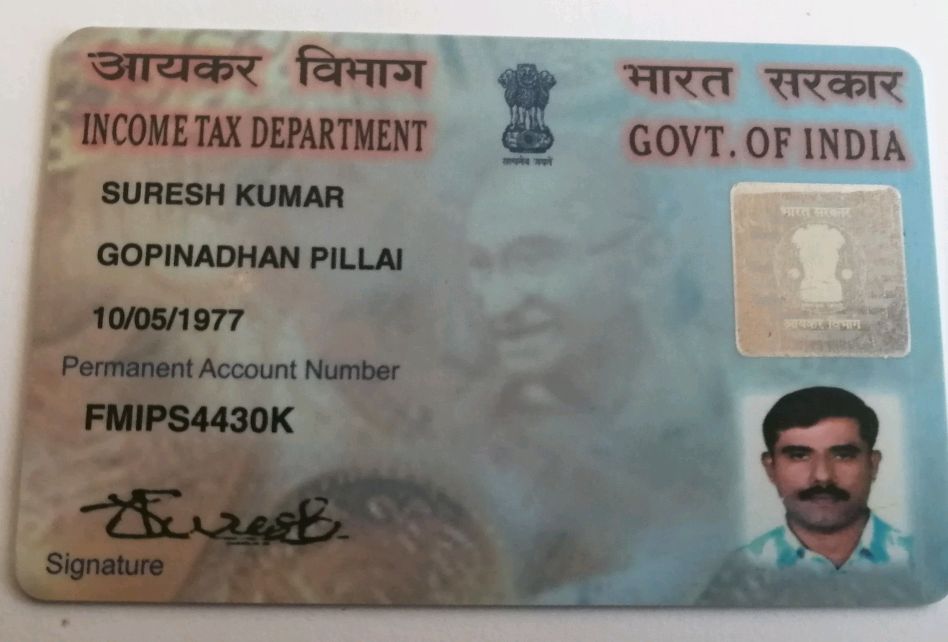 आयकर विभाग
भारत सरकार
INCOME TAX DEPARTMENT
GOVT. OF INDIA
सत्यमेव जयते
SURESH KUMAR
GOPINADHAN PILLAI
10/05/1977
Permanent Account Number
FMIPS4430K
भारत सरकार
आयकर विभाग
Suresh
Signature